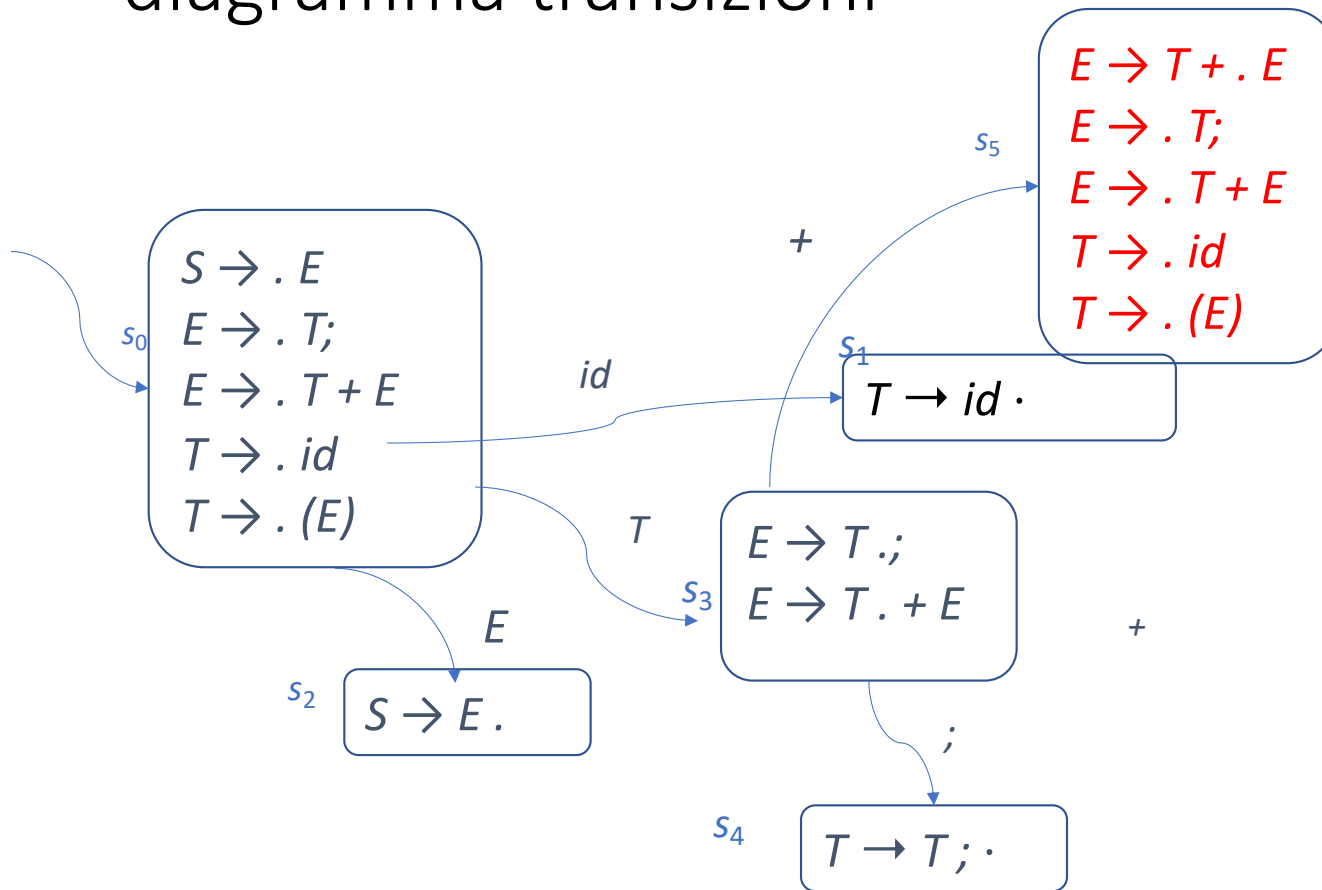 diagramma transizioni
E → T + . E
E → . T;
E → . T + E
T → . id
T → . (E)
s5
+
s0
S → . E
E → . T;
E → . T + E
T → . id
T → . (E)
id
s1
T → id ·
T
s3
E → T .;
E → T . + E
+
E
s2
S → E .
;
s4
T → T ; ·